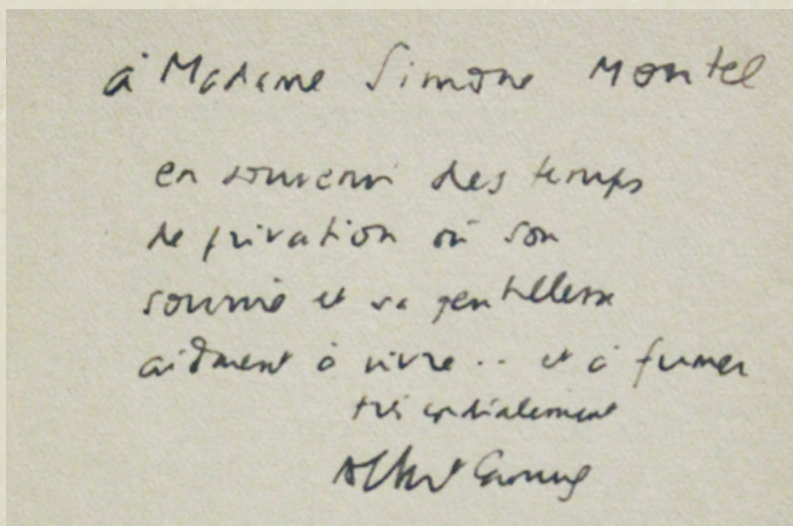 à Madame Simone Montel
en souvenir des temps
de privation où son
sourire et sa gentillesse
aidaient à vivre .. et à fumer
très cordialement
Albert Camus